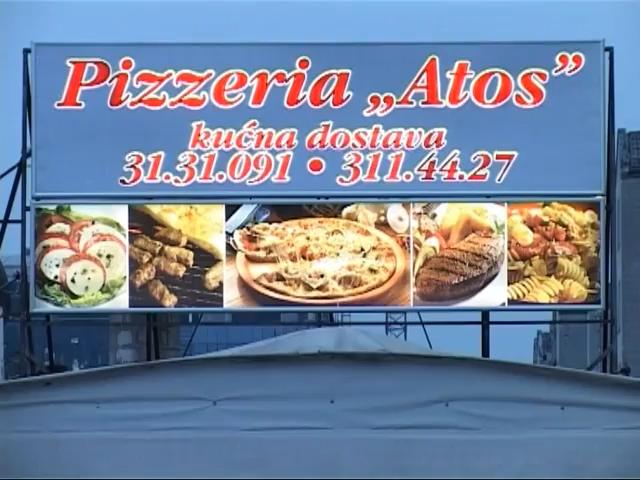 Pizzeria „Atos”
kućna dostava
31.31.091 • 311.44.27